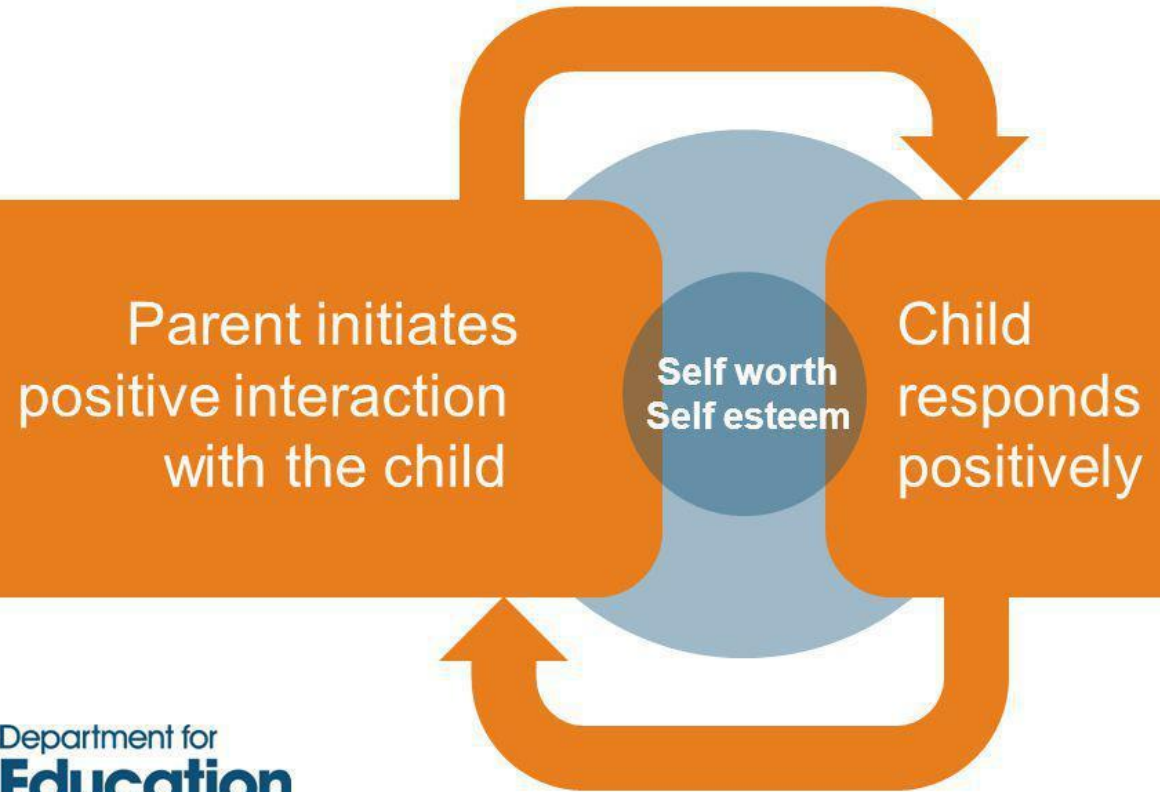 Parent initiates
positive interaction
with the child
Self worth
Self esteem
Child
responds
positively
Department for
Education